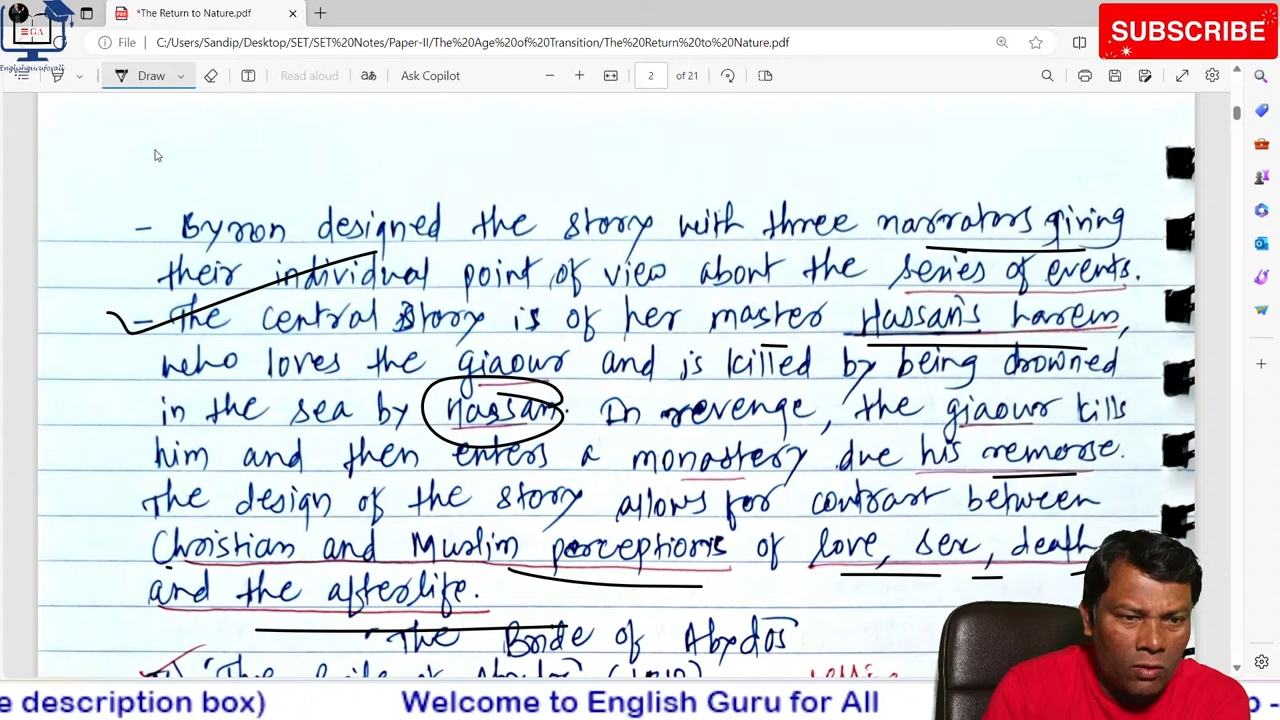 *The Return to Nature.pdf
SUBSCRIBE
EGA
Englishguruforall
File
C:/Users/Sandip/Desktop/SET/SET%20Notes/Paper-II/The%20Age%20of%20Transition/The%20Return%20to%20Nature.pdf
Draw
Read aloud
Ask Copilot
2
of 21
- Byron designed the story with three narrators giving
their individual point of view about the series of events.
- The central story is of her master Hassan's harem,
who loves the giaour and is killed by being drowned
in the sea by Hassan. In revenge, the giaour kills
him and then enters a monastery due his remorse.
The design of the story allows for contrast between
Christian and Muslim perceptions of love, sex, death
and the afterlife.
"The Bride of Abydos
e description box)
Welcome to English Guru for All